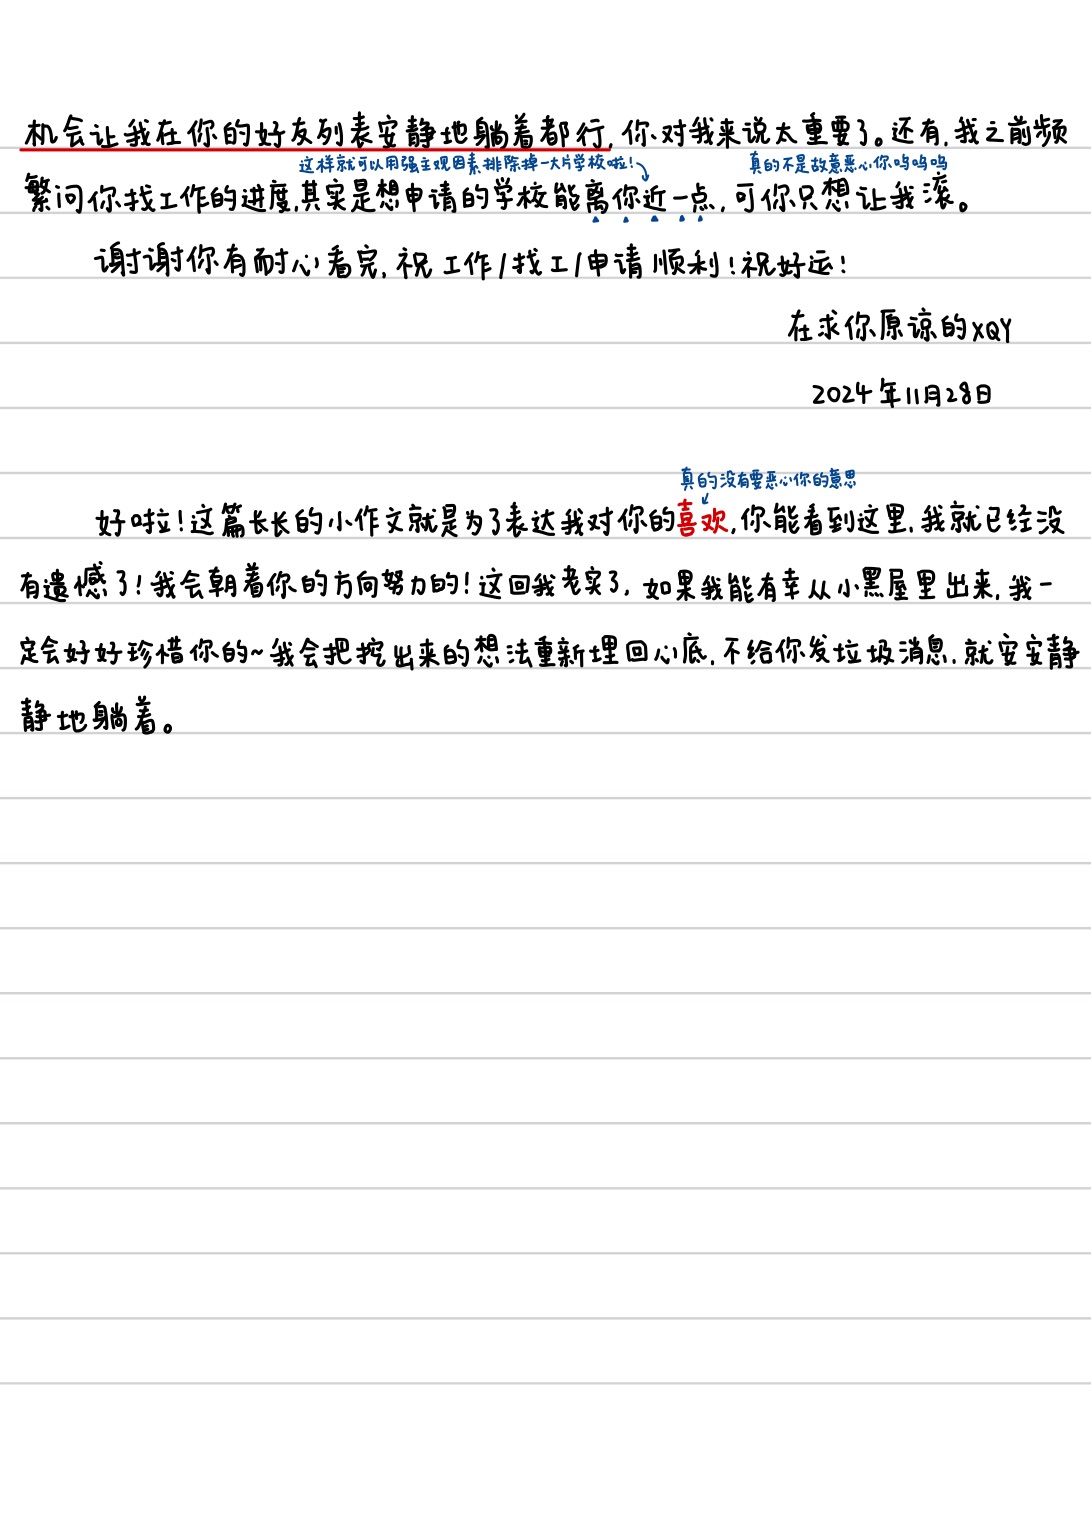 机会让我在你的好友列表安静地躺着都行,你对我来说太重要了。还有,我之前频
这样就可以用强主观因素排除掉一大片学校啦!
真的不是故意恶心你呜呜呜
繁问你找工作的进度,其实是想申请的学校能离你近一点,可你只想让我滚。
谢谢你有耐心看完,祝工作/找工/申请顺利!祝好运!
在求你原谅的XQY
2024年11月28日
真的没有要恶心你的意思
好啦!这篇长长的小作文就是为了表达我对你的喜欢,你能看到这里,我就已经没
有遗憾了!我会朝着你的方向努力的!这回我老实了,如果我能有幸从小黑屋里出来,我一
定会好好珍惜你的~我会把挖出来的想法重新埋回心底,不给你发垃圾消息,就安安静
静地躺着。